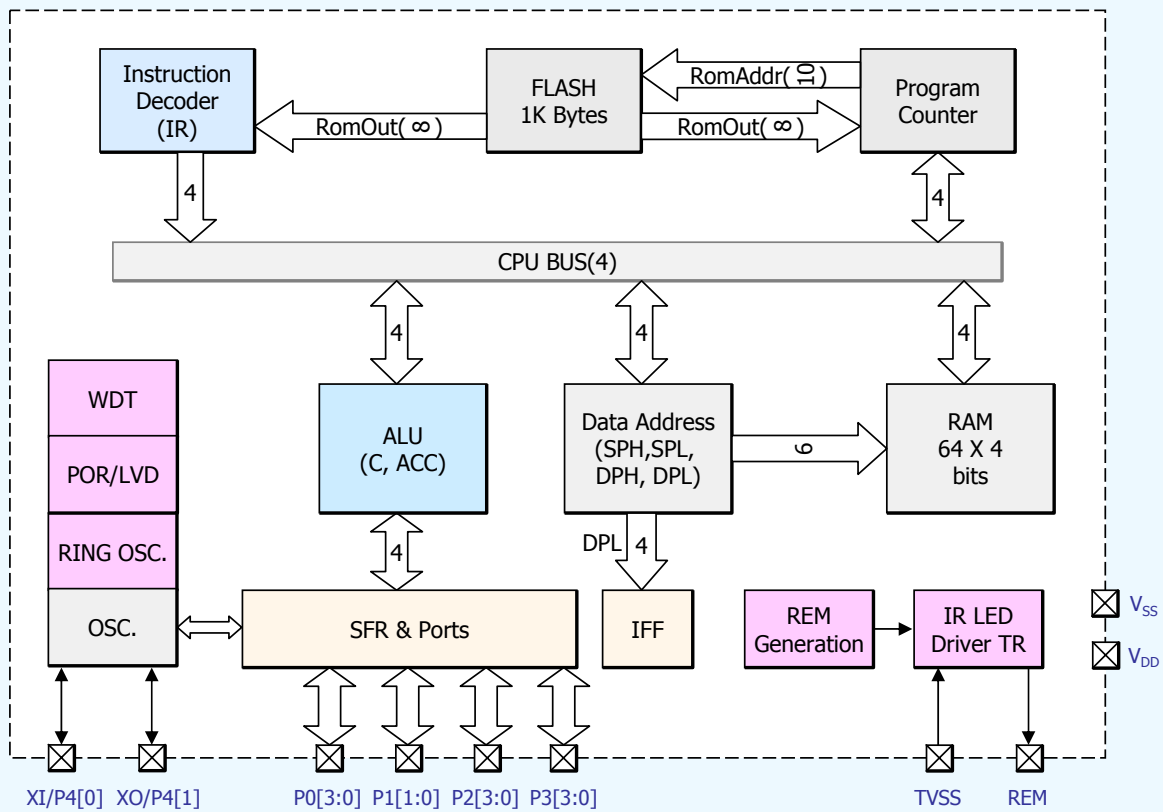 Instruction
Decoder
(IR)
FLASH
1K Bytes
Program
Counter
RomAddr( 10 )
RomOut( 8 )
RomOut( 8 )
4
4
CPU BUS(4)
4
4
4
WDT
POR/LVD
RING OSC.
OSC.
ALU
(C, ACC)
Data Address
(SPH,SPL,
DPH, DPL)
6
RAM
64 X 4
bits
4
DPL
4
SFR & Ports
IFF
REM
Generation
IR LED
Driver TR
VSS
VDD
XI/P4[0]
XO/P4[1]
P0[3:0]
P1[1:0]
P2[3:0]
P3[3:0]
TVSS
REM